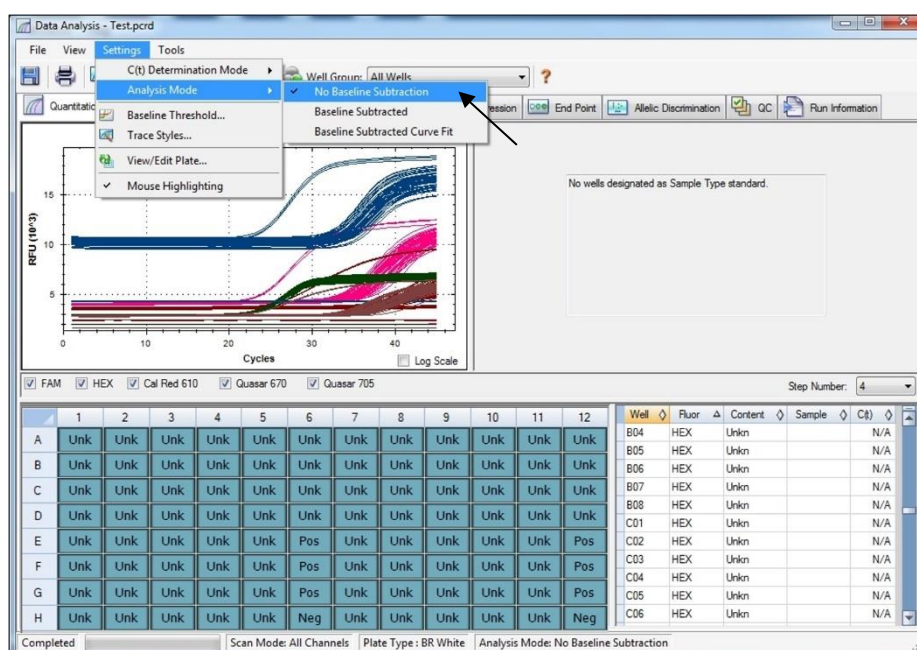 Data Analysis - Test.pcrd
File View Settings Tools
C(t) Determination Mode
Well Group: All Wells ?
Analysis Mode
No Baseline Subtraction
Baseline Subtracted
Baseline Subtracted Curve Fit
Baseline Threshold...
Trace Styles...
View/Edit Plate...
Mouse Highlighting
End Point Allelic Discrimination QC Run Information
No wells designated as Sample Type standard.
RFU (10^3)
15
10
5
0 10 20 30 40
Cycles
Log Scale
FAM HEX Cal Red 610 Quasar 670 Quasar 705
Step Number: 4
1 2 3 4 5 6 7 8 9 10 11 12
A Unk Unk Unk Unk Unk Unk Unk Unk Unk Unk Unk Unk
B Unk Unk Unk Unk Unk Unk Unk Unk Unk Unk Unk Unk
C Unk Unk Unk Unk Unk Unk Unk Unk Unk Unk Unk Unk
D Unk Unk Unk Unk Unk Unk Unk Unk Unk Unk Unk Unk
E Unk Unk Unk Unk Unk Pos Unk Unk Unk Unk Unk Pos
F Unk Unk Unk Unk Unk Pos Unk Unk Unk Unk Unk Pos
G Unk Unk Unk Unk Unk Pos Unk Unk Unk Unk Unk Pos
H Unk Unk Unk Unk Unk Neg Unk Unk Unk Unk Unk Neg
Well Fluor Content Sample C(t)
B04 HEX Unkn N/A
B05 HEX Unkn N/A
B06 HEX Unkn N/A
B07 HEX Unkn N/A
B08 HEX Unkn N/A
C01 HEX Unkn N/A
C02 HEX Unkn N/A
C03 HEX Unkn N/A
C04 HEX Unkn N/A
C05 HEX Unkn N/A
C06 HEX Unkn N/A
Completed Scan Mode: All Channels Plate Type : BR White Analysis Mode: No Baseline Subtraction